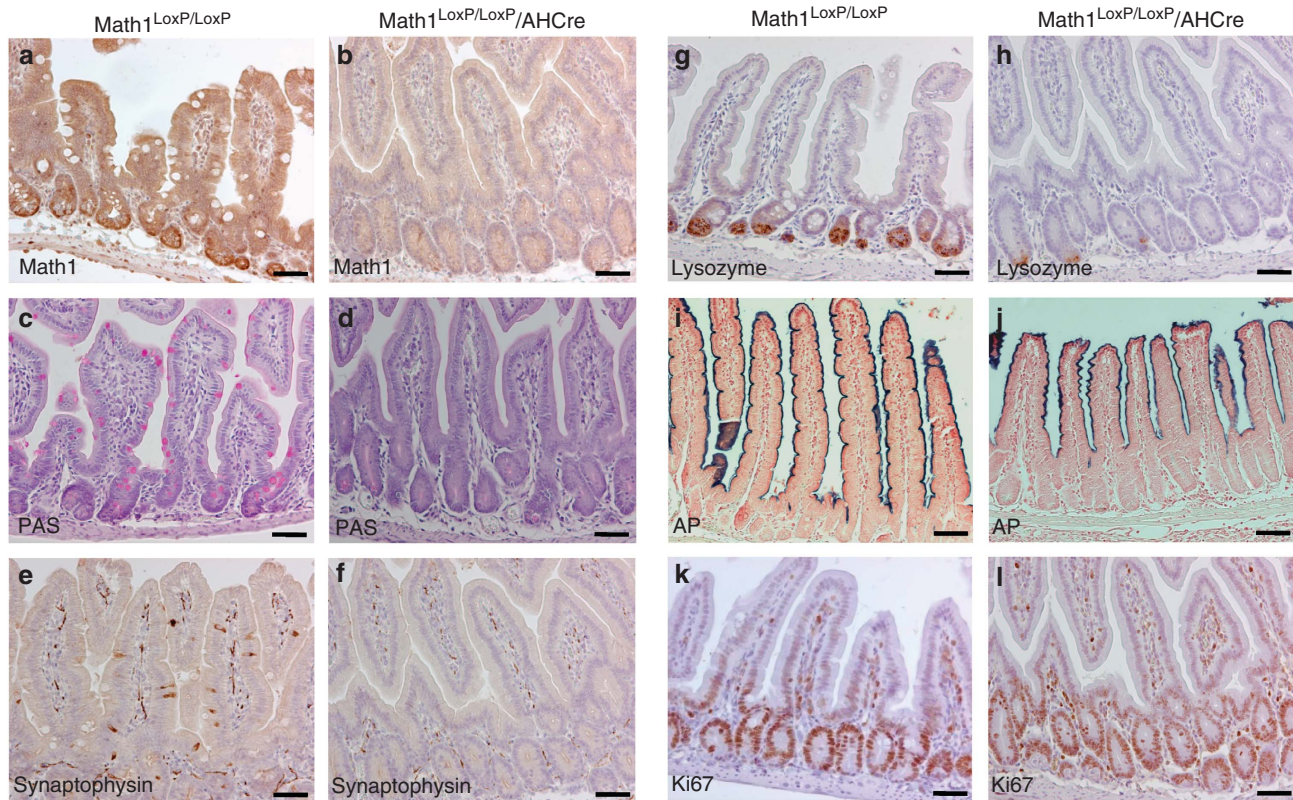 Math1LoxP/LoxP
Math1LoxP/LoxP/AHCre
Math1LoxP/LoxP
Math1LoxP/LoxP/AHCre
a
Math1
b
Math1
g
Lysozyme
h
Lysozyme
c
PAS
d
PAS
i
AP
j
AP
e
Synaptophysin
f
Synaptophysin
k
Ki67
l
Ki67